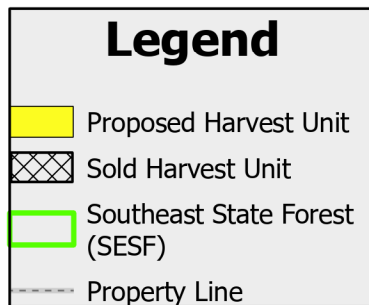 Legend
Proposed Harvest Unit
Sold Harvest Unit
Southeast State Forest
(SESF)
Property Line